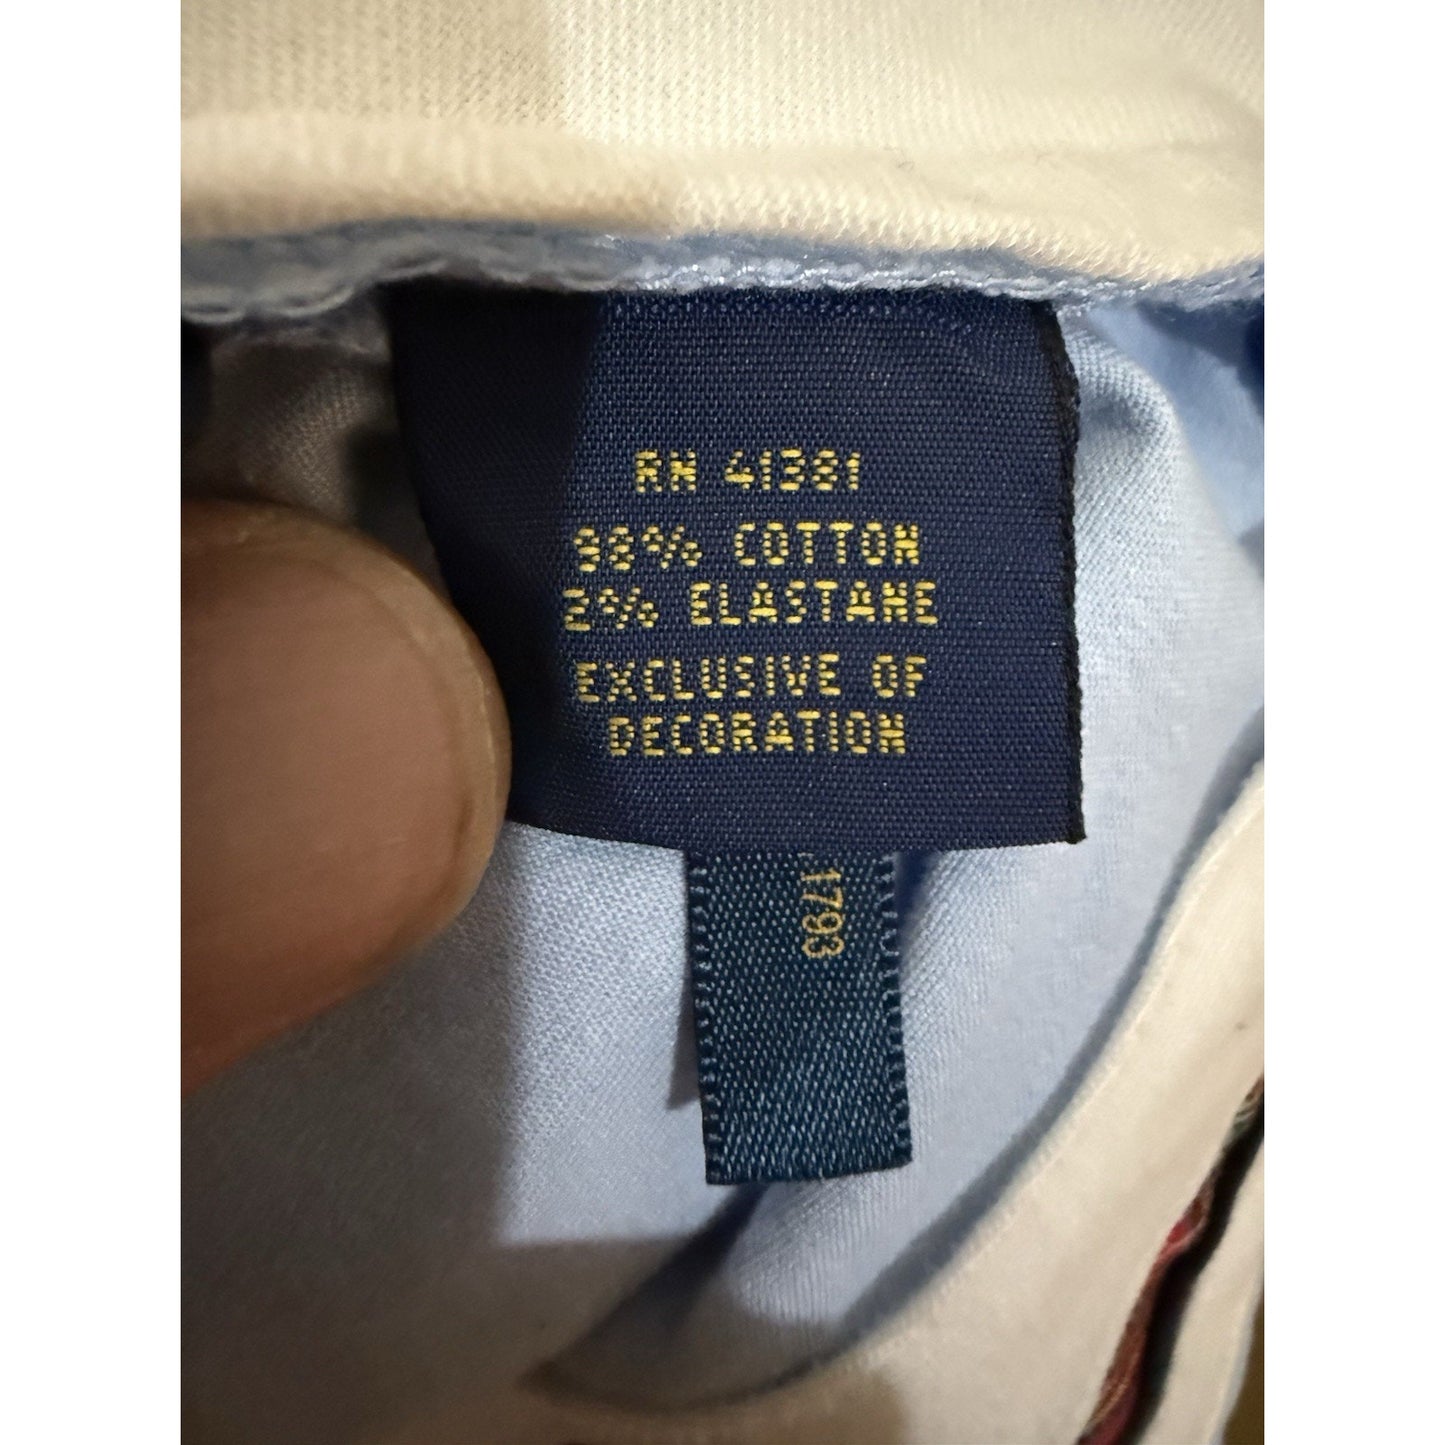 RN 41381
98% COTTON
2% ELASTANE
EXCLUSIVE OF
DECORATION
1793